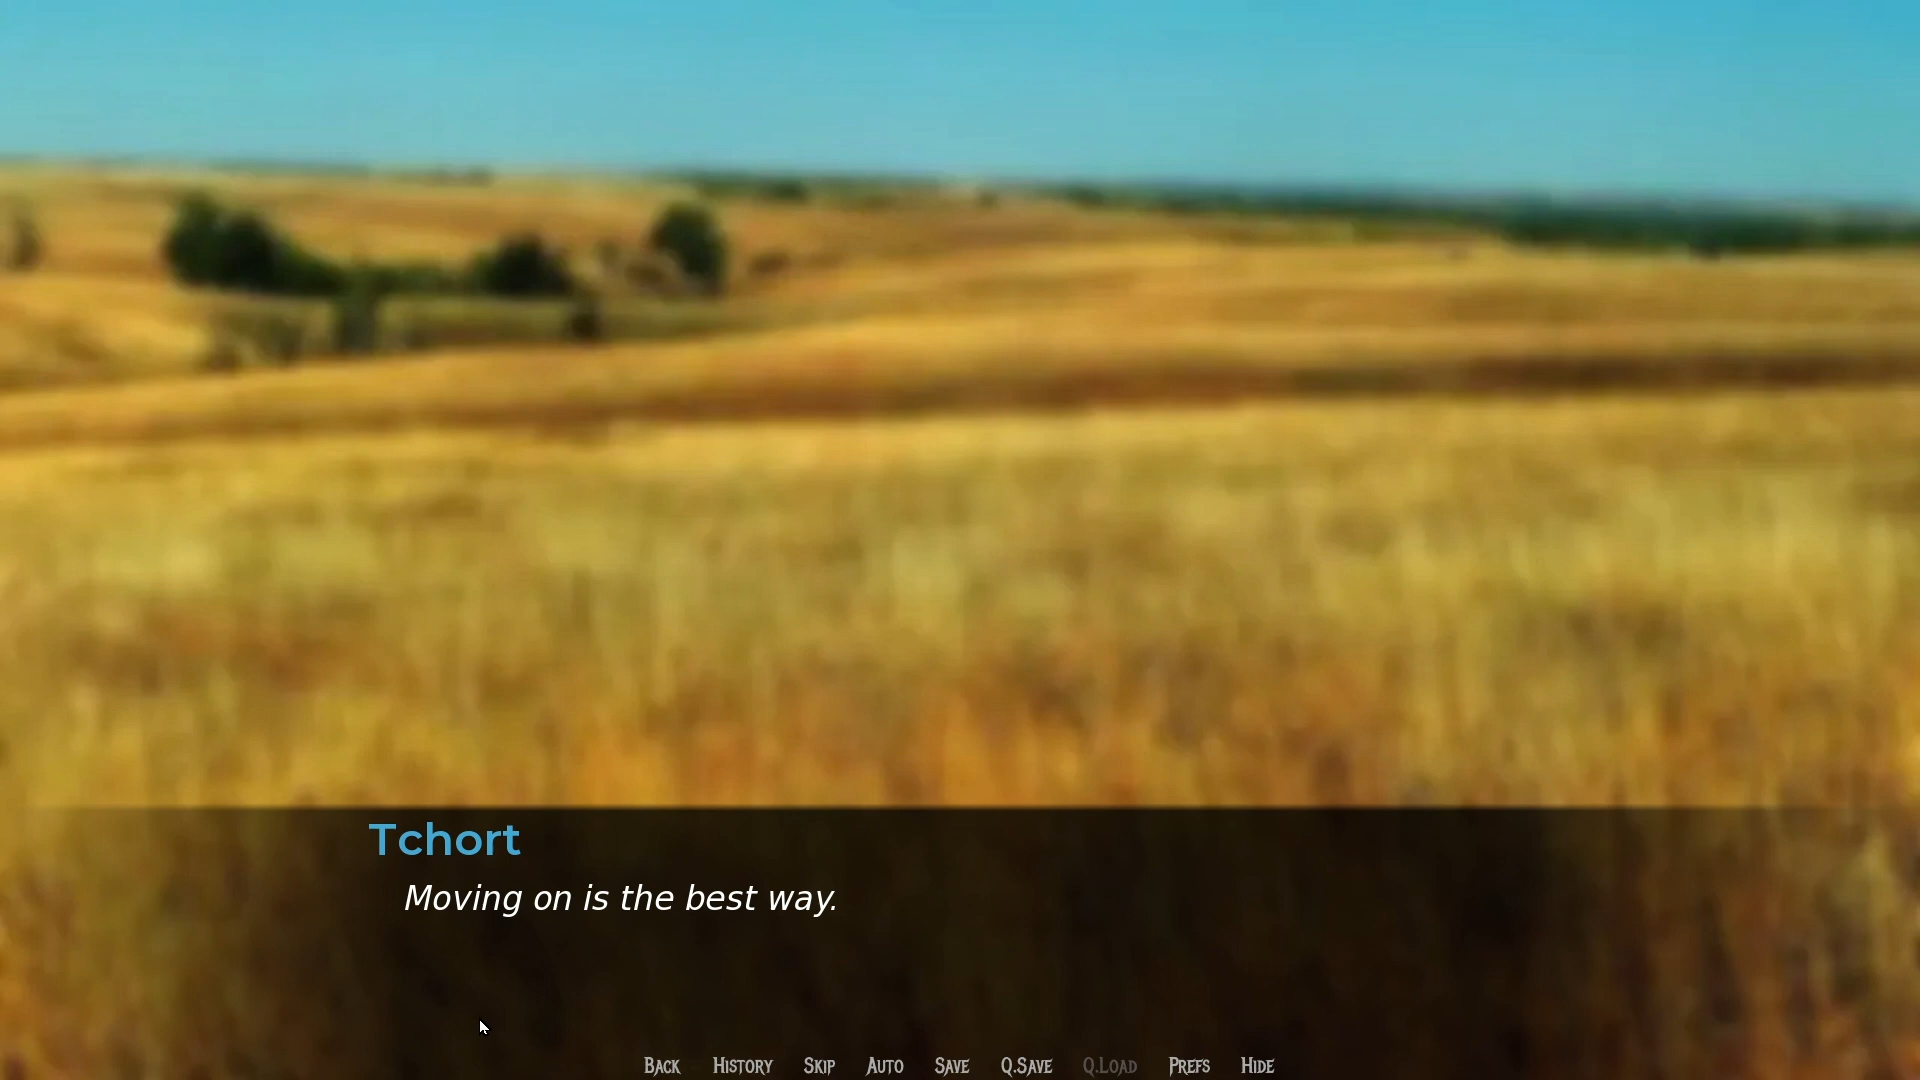 Tchort
Moving on is the best way.
Back History Skip Auto Save Q.Save Q.Load Prefs Hide